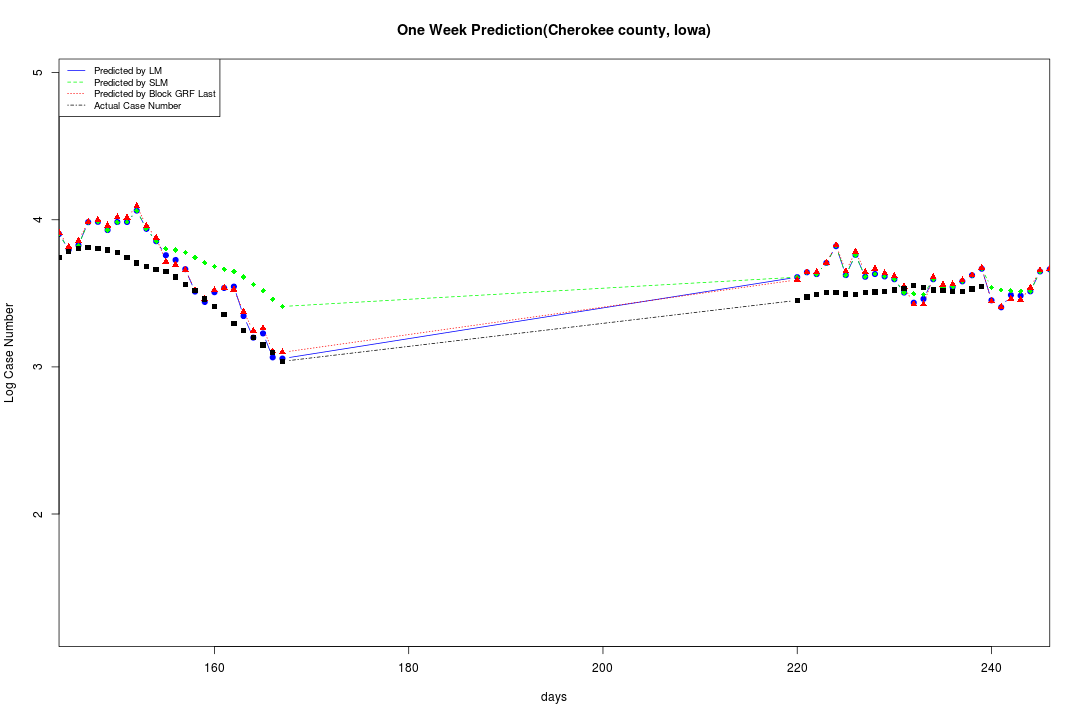 One Week Prediction(Cherokee county, Iowa)
Predicted by LM
Predicted by SLM
Predicted by Block GRF Last
Actual Case Number
Log Case Number
5
4
3
2
160 180 200 220 240
days